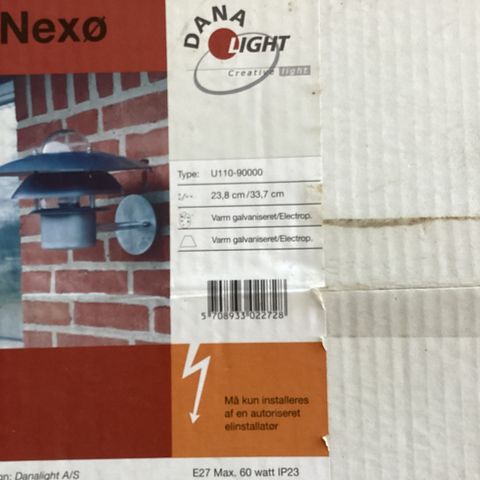 Nexø
DANA
LIGHT
Creative light
Type: U110-90000
23,8 cm/33,7 cm
Varm galvaniseret/Electrop.
Varm galvaniseret/Electrop.
5 708933 022728
Må kun installeres
af en autoriseret
elinstallatør
gn: Danalight A/S
E27 Max. 60 watt IP23